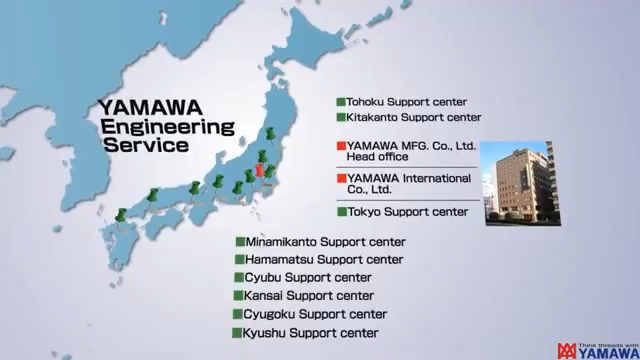 YAMAWA
Engineering
Service
Tohoku Support center
Kitakanto Support center
YAMAWA MFG. Co., Ltd.
Head office
YAMAWA International
Co., Ltd.
Tokyo Support center
Minamikanto Support center
Hamamatsu Support center
Cyubu Support center
Kansai Support center
Cyugoku Support center
Kyushu Support center
Think threads with
YAMAWA